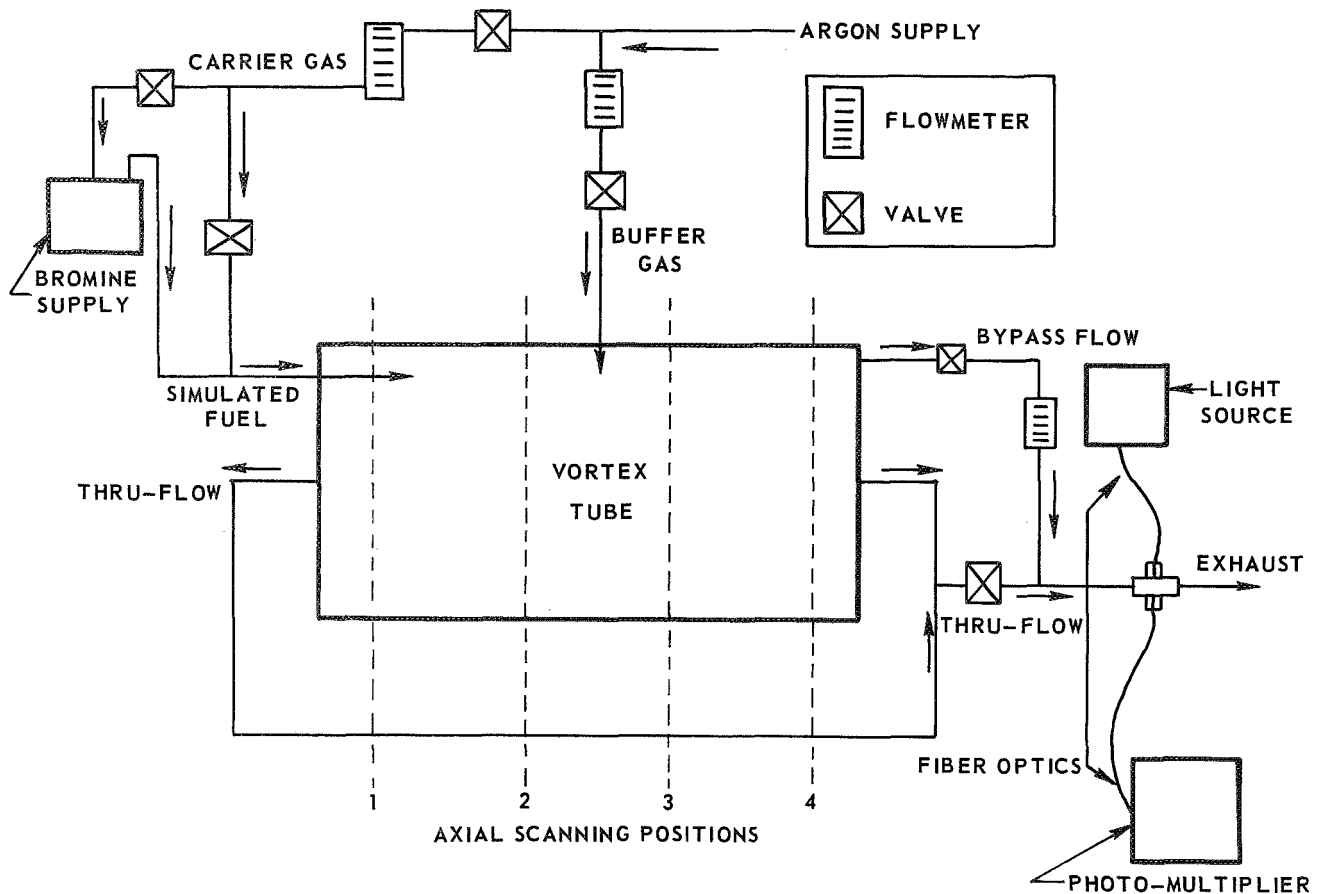 ARGON SUPPLY
CARRIER GAS
FLOWMETER
VALVE
BUFFER
GAS
BROMINE
SUPPLY
BYPASS FLOW
SIMULATED
FUEL
LIGHT
SOURCE
THRU-FLOW
VORTEX
TUBE
EXHAUST
THRU-FLOW
FIBER OPTICS
1
2
3
4
AXIAL SCANNING POSITIONS
PHOTO-MULTIPLIER